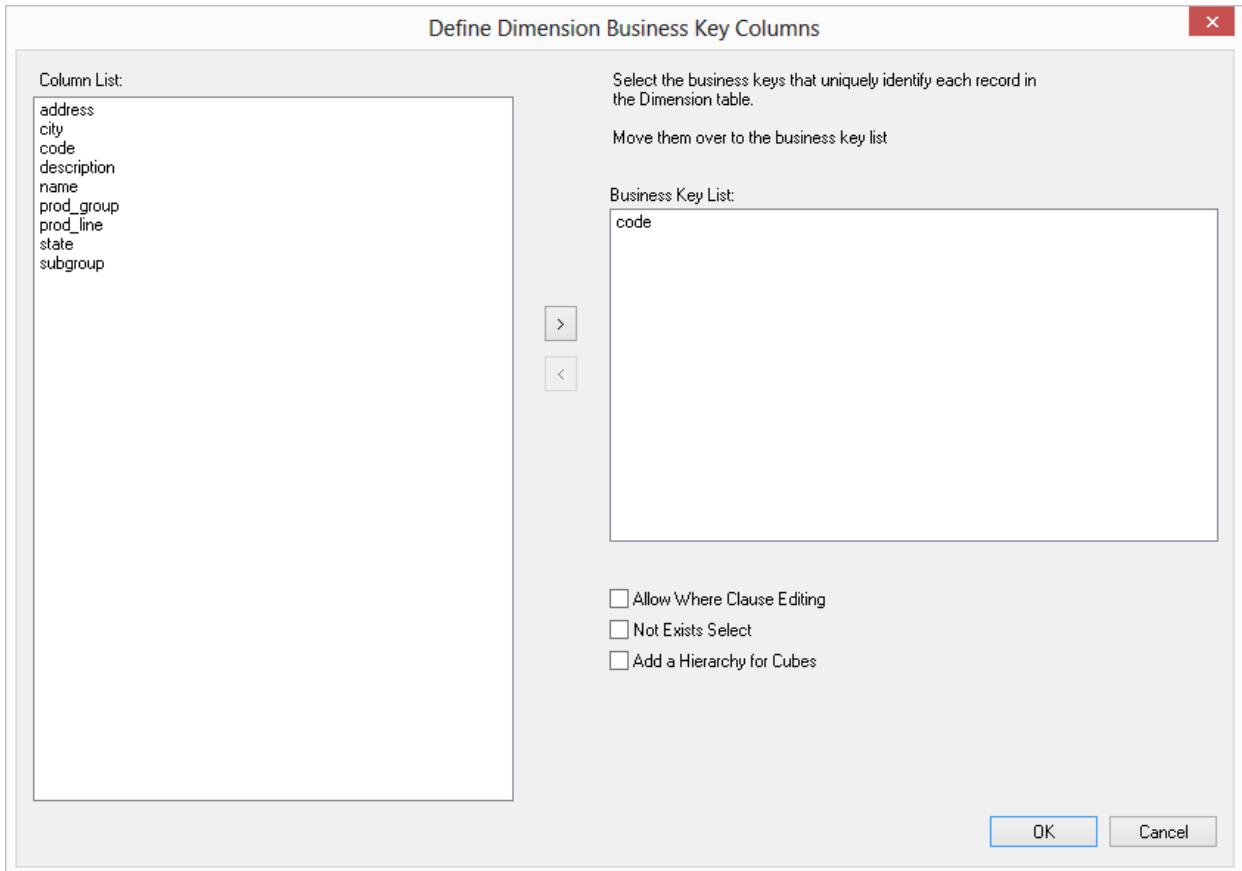 Define Dimension Business Key Columns
×
Column List:
address
city
code
description
name
prod_group
prod_line
state
subgroup
>
<
Select the business keys that uniquely identify each record in
the Dimension table.
Move them over to the business key list
Business Key List:
code
Allow Where Clause Editing
Not Exists Select
Add a Hierarchy for Cubes
OK
Cancel